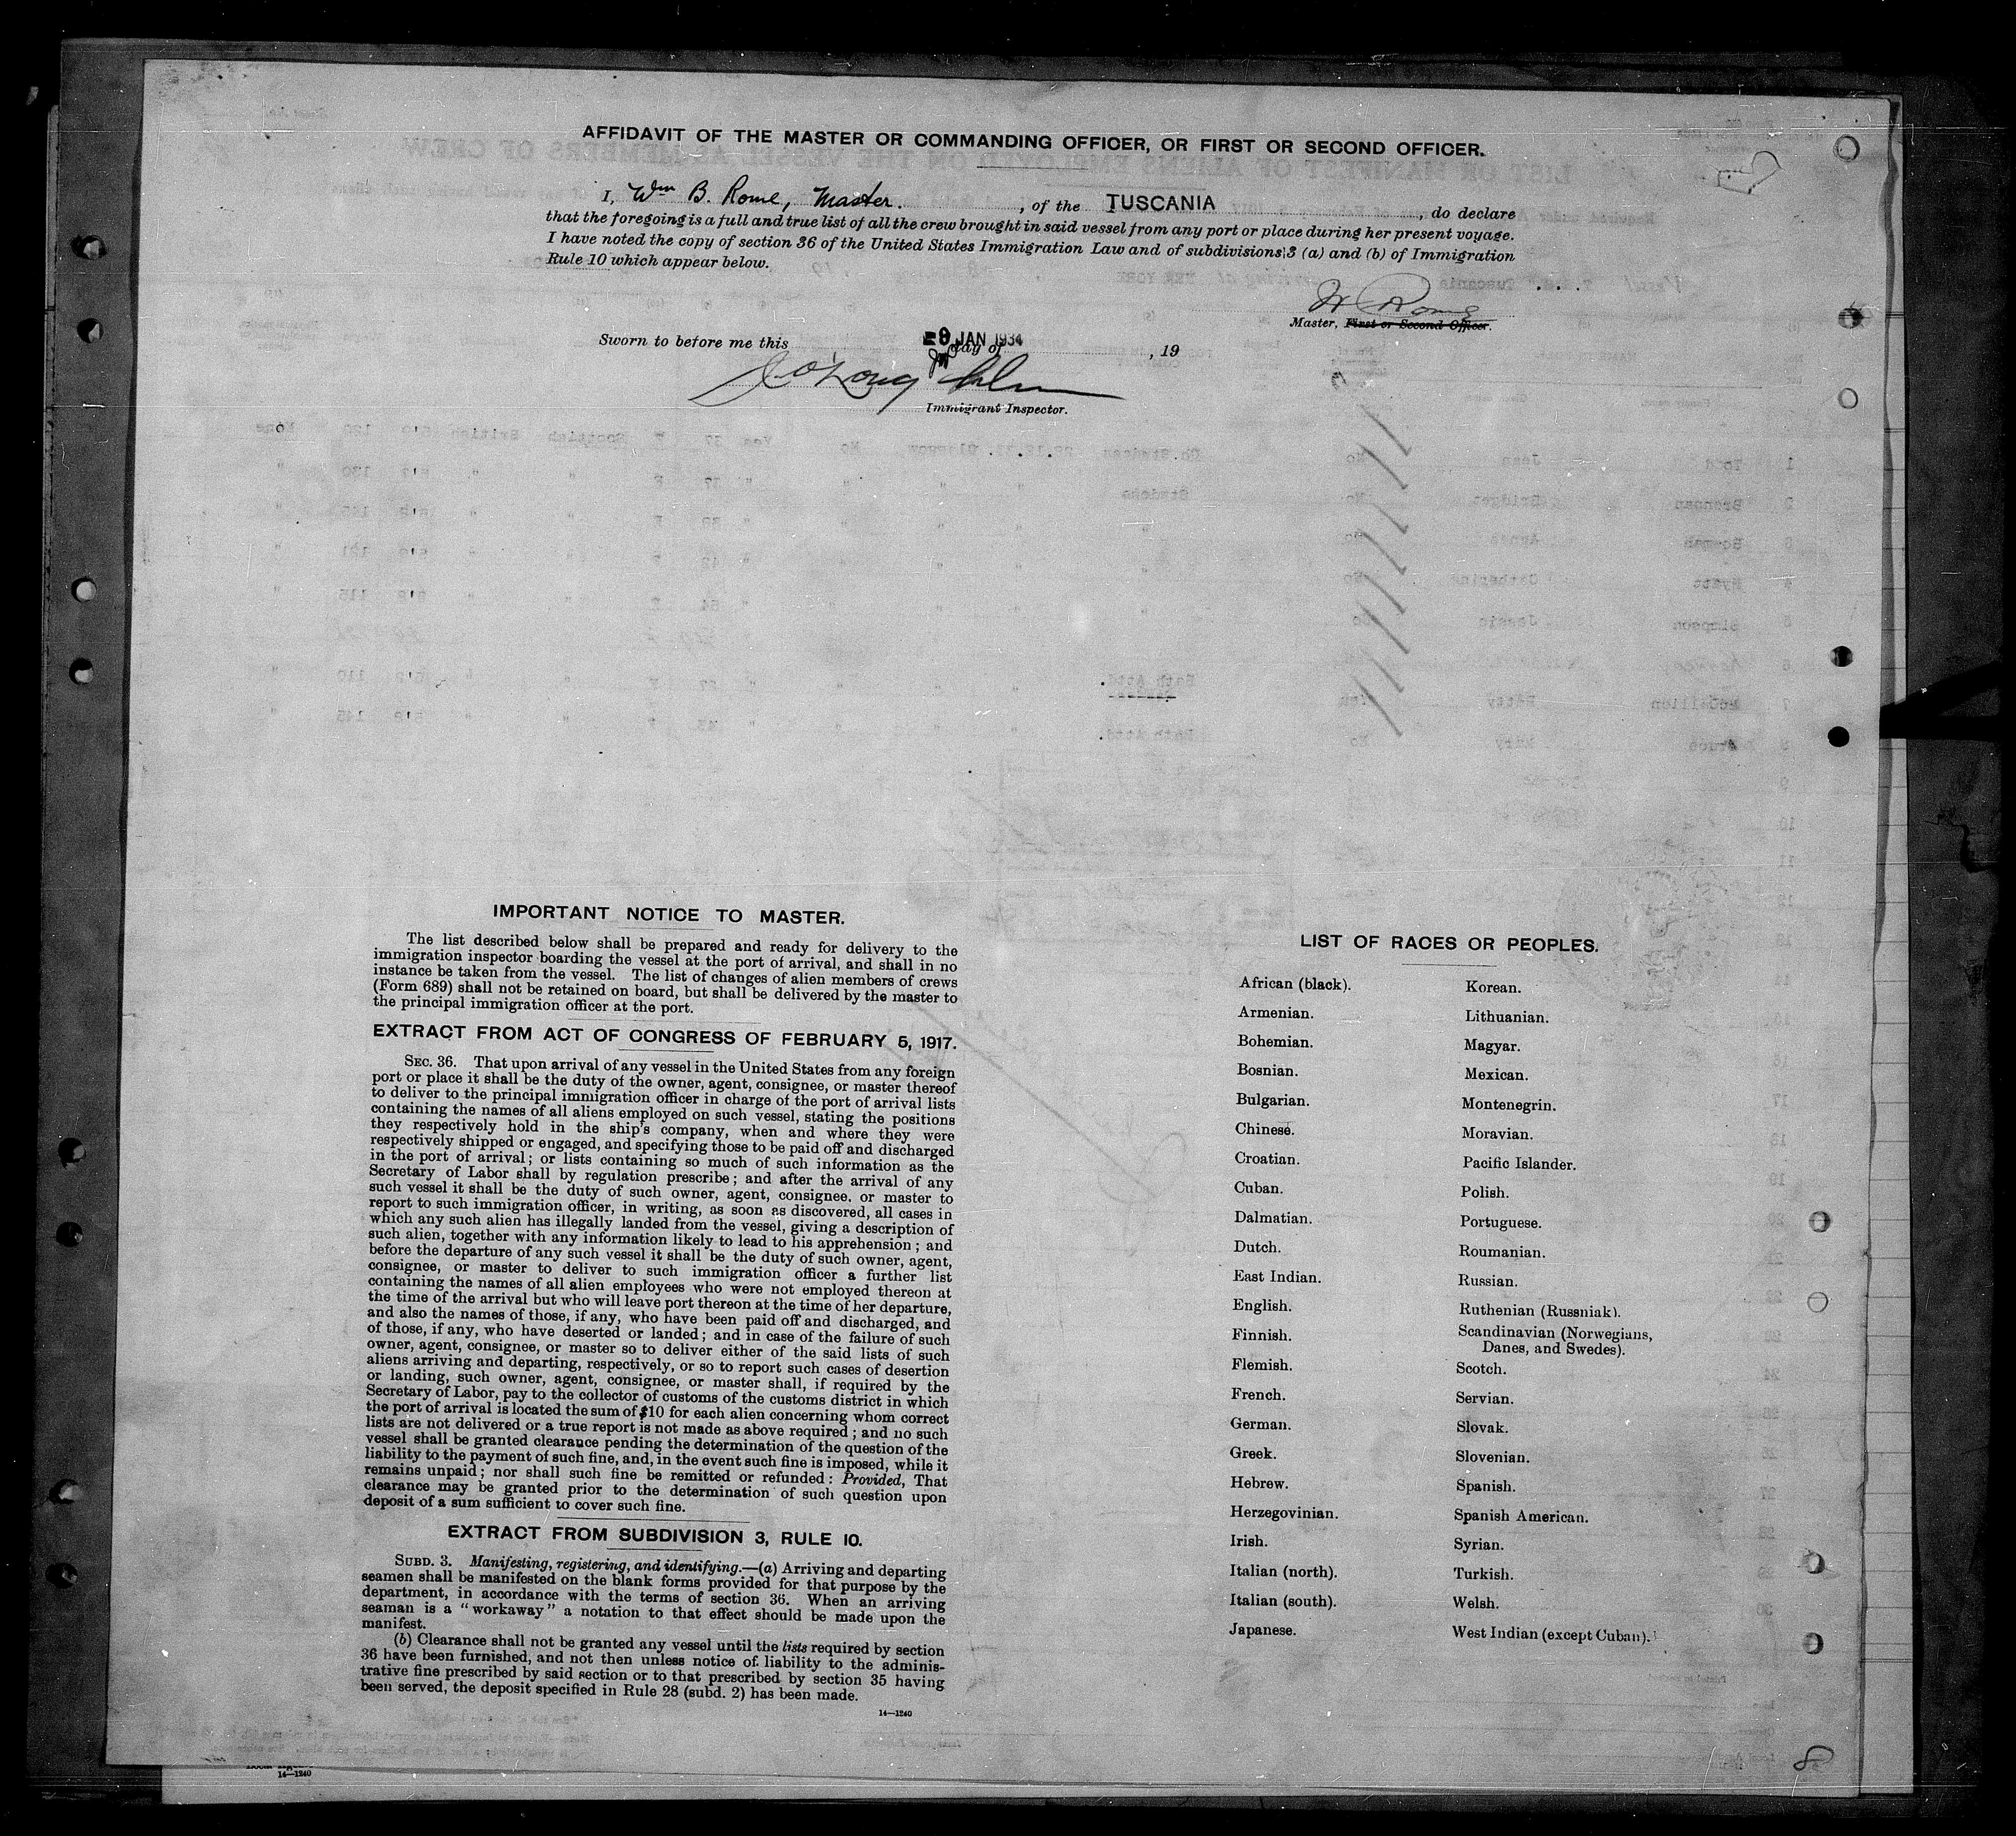 AFFIDAVIT OF THE MASTER OR COMMANDING OFFICER, OR FIRST OR SECOND OFFICER.
I, Wm B. Rome, Master. , of the TUSCANIA , do declare
that the foregoing is a full and true list of all the crew brought in said vessel from any port or place during her present voyage.
I have noted the copy of section 36 of the United States Immigration Law and of subdivisions 3 (a) and (b) of Immigration
Rule 10 which appear below.
W Rome
Master, First or Second Officer.
Sworn to before me this JAN 1934 day of , 19
Immigrant Inspector.
IMPORTANT NOTICE TO MASTER.
The list described below shall be prepared and ready for delivery to the
immigration inspector boarding the vessel at the port of arrival, and shall in no
instance be taken from the vessel. The list of changes of alien members of crews
(Form 689) shall not be retained on board, but shall be delivered by the master to
the principal immigration officer at the port.
EXTRACT FROM ACT OF CONGRESS OF FEBRUARY 5, 1917.
SEC. 36. That upon arrival of any vessel in the United States from any foreign
port or place it shall be the duty of the owner, agent, consignee, or master thereof
to deliver to the principal immigration officer in charge of the port of arrival lists
containing the names of all aliens employed on such vessel, stating the positions
they respectively hold in the ship's company, when and where they were
respectively shipped or engaged, and specifying those to be paid off and discharged
in the port of arrival; or lists containing so much of such information as the
Secretary of Labor shall by regulation prescribe; and after the arrival of any
such vessel it shall be the duty of such owner, agent, consignee, or master to
report to such immigration officer, in writing, as soon as discovered, all cases in
which any such alien has illegally landed from the vessel, giving a description of
such alien, together with any information likely to lead to his apprehension; and
before the departure of any such vessel it shall be the duty of such owner, agent,
consignee, or master to deliver to such immigration officer a further list
containing the names of all alien employees who were not employed thereon at
the time of the arrival but who will leave port thereon at the time of her departure,
and also the names of those, if any, who have been paid off and discharged, and
of those, if any, who have deserted or landed; and in case of the failure of such
owner, agent, consignee, or master so to deliver either of the said lists of such
aliens arriving and departing, respectively, or so to report such cases of desertion
or landing, such owner, agent, consignee, or master shall, if required by the
Secretary of Labor, pay to the collector of customs of the customs district in which
the port of arrival is located the sum of $10 for each alien concerning whom correct
lists are not delivered or a true report is not made as above required; and no such
vessel shall be granted clearance pending the determination of the question of the
liability to the payment of such fine, and, in the event such fine is imposed, while it
remains unpaid; nor shall such fine be remitted or refunded: Provided, That
clearance may be granted prior to the determination of such question upon
deposit of a sum sufficient to cover such fine.
EXTRACT FROM SUBDIVISION 3, RULE 10.
SUBD. 3. Manifesting, registering, and identifying.—(a) Arriving and departing
seamen shall be manifested on the blank forms provided for that purpose by the
department, in accordance with the terms of section 36. When an arriving
seaman is a "workaway" a notation to that effect should be made upon the
manifest.
(b) Clearance shall not be granted any vessel until the lists required by section
36 have been furnished, and not then unless notice of liability to the adminis-
trative fine prescribed by said section or to that prescribed by section 35 having
been served, the deposit specified in Rule 28 (subd. 2) has been made.
14—1240
LIST OF RACES OR PEOPLES.
African (black).
Armenian.
Bohemian.
Bosnian.
Bulgarian.
Chinese.
Croatian.
Cuban.
Dalmatian.
Dutch.
East Indian.
English.
Finnish.
Flemish.
French.
German.
Greek.
Hebrew.
Herzegovinian.
Irish.
Italian (north).
Italian (south).
Japanese.
Korean.
Lithuanian.
Magyar.
Mexican.
Montenegrin.
Moravian.
Pacific Islander.
Polish.
Portuguese.
Roumanian.
Russian.
Ruthenian (Russniak).
Scandinavian (Norwegians,
Danes, and Swedes).
Scotch.
Servian.
Slovak.
Slovenian.
Spanish.
Spanish American.
Syrian.
Turkish.
Welsh.
West Indian (except Cuban).
8
14—1240